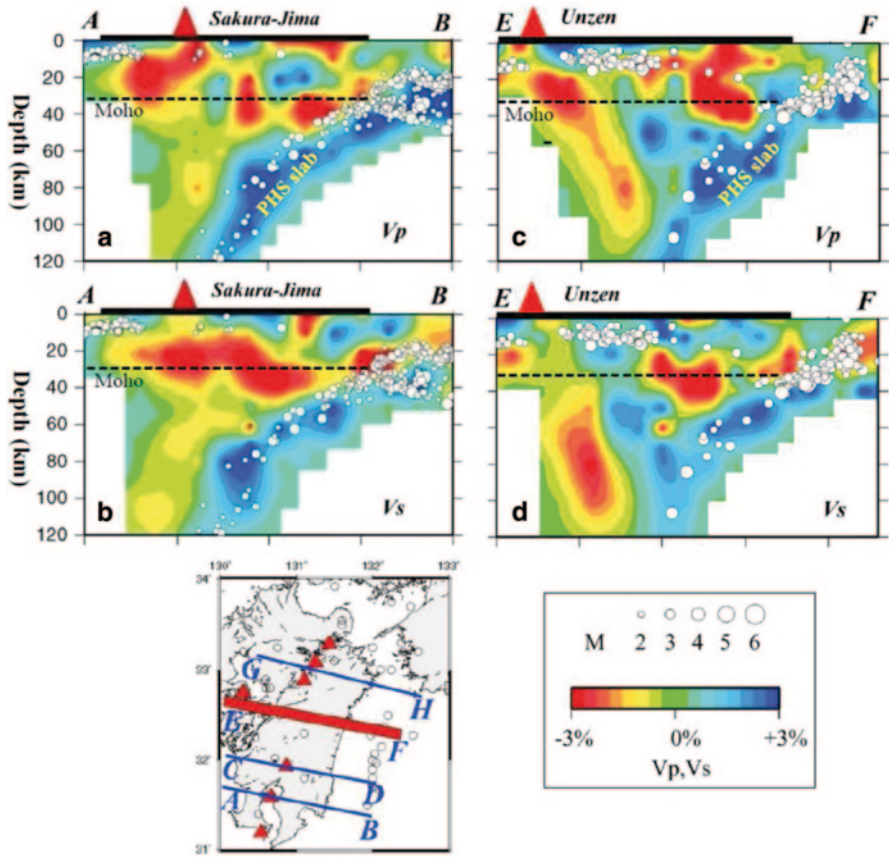 A Sakura-Jima B
E Unzen F
0
20
40
60
80
100
120
Depth (km)
Moho
PHS slab
a
Vp
Moho
PHS slab
c
Vp
A Sakura-Jima B
E Unzen F
0
20
40
60
80
100
120
Depth (km)
Moho
b
Vs
Moho
d
Vs
130° 131° 132° 133°
34°
33°
32°
31°
G
H
E
F
C
D
A
B
M 2 3 4 5 6
-3% 0% +3%
Vp,Vs